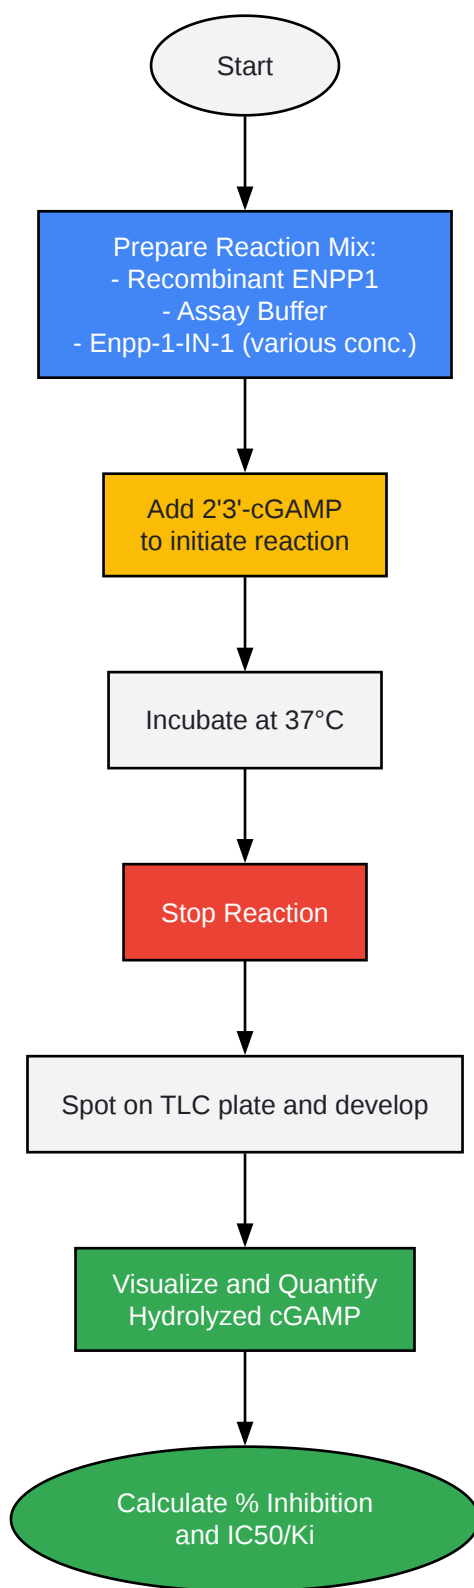 Start
Prepare Reaction Mix:
- Recombinant ENPP1
- Assay Buffer
- Enpp-1-IN-1 (various conc.)
Add 2'3'-cGAMP
to initiate reaction
Incubate at 37°C
Stop Reaction
Spot on TLC plate and develop
Visualize and Quantify
Hydrolyzed cGAMP
Calculate % Inhibition
and IC50/Ki